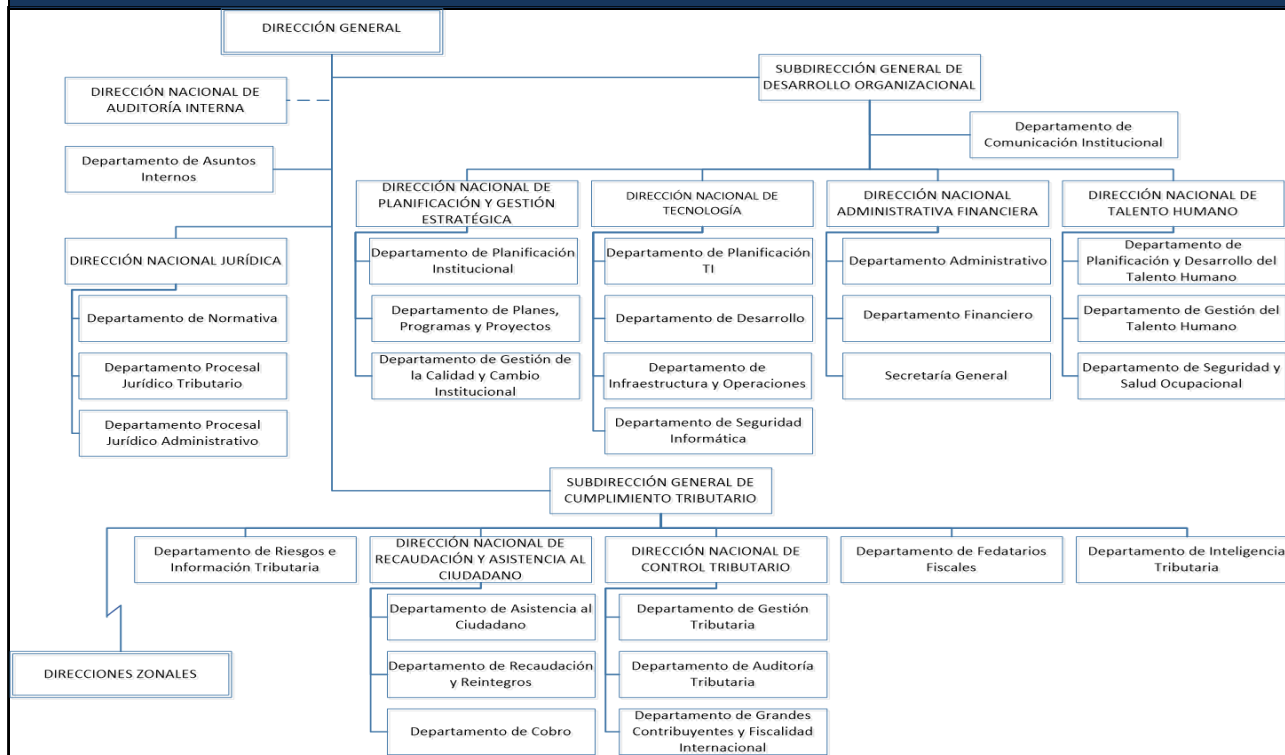 DIRECCIÓN GENERAL
SUBDIRECCIÓN GENERAL DE
DESARROLLO ORGANIZACIONAL
DIRECCIÓN NACIONAL DE
AUDITORÍA INTERNA
Departamento de
Comunicación Institucional
Departamento de Asuntos
Internos
DIRECCIÓN NACIONAL DE
PLANIFICACIÓN Y GESTIÓN
ESTRATÉGICA
Departamento de Planificación
Institucional
Departamento de Planes,
Programas y Proyectos
Departamento de Gestión de
la Calidad y Cambio
Institucional
DIRECCIÓN NACIONAL DE
TECNOLOGÍA
Departamento de Planificación
TI
Departamento de Desarrollo
Departamento de
Infraestructura y Operaciones
Departamento de Seguridad
Informática
DIRECCIÓN NACIONAL
ADMINISTRATIVA FINANCIERA
Departamento Administrativo
Departamento Financiero
Secretaría General
DIRECCIÓN NACIONAL DE
TALENTO HUMANO
Departamento de
Planificación y Desarrollo del
Talento Humano
Departamento de Gestión del
Talento Humano
Departamento de Seguridad y
Salud Ocupacional
DIRECCIÓN NACIONAL JURÍDICA
Departamento de Normativa
Departamento Procesal
Jurídico Tributario
Departamento Procesal
Jurídico Administrativo
SUBDIRECCIÓN GENERAL DE
CUMPLIMIENTO TRIBUTARIO
Departamento de Riesgos e
Información Tributaria
DIRECCIÓN NACIONAL DE
RECAUDACIÓN Y ASISTENCIA AL
CIUDADANO
Departamento de Asistencia al
Ciudadano
Departamento de Recaudación
y Reintegros
Departamento de Cobro
DIRECCIÓN NACIONAL DE
CONTROL TRIBUTARIO
Departamento de Gestión
Tributaria
Departamento de Auditoría
Tributaria
Departamento de Grandes
Contribuyentes y Fiscalidad
Internacional
Departamento de Fedatarios
Fiscales
Departamento de Inteligencia
Tributaria
DIRECCIONES ZONALES